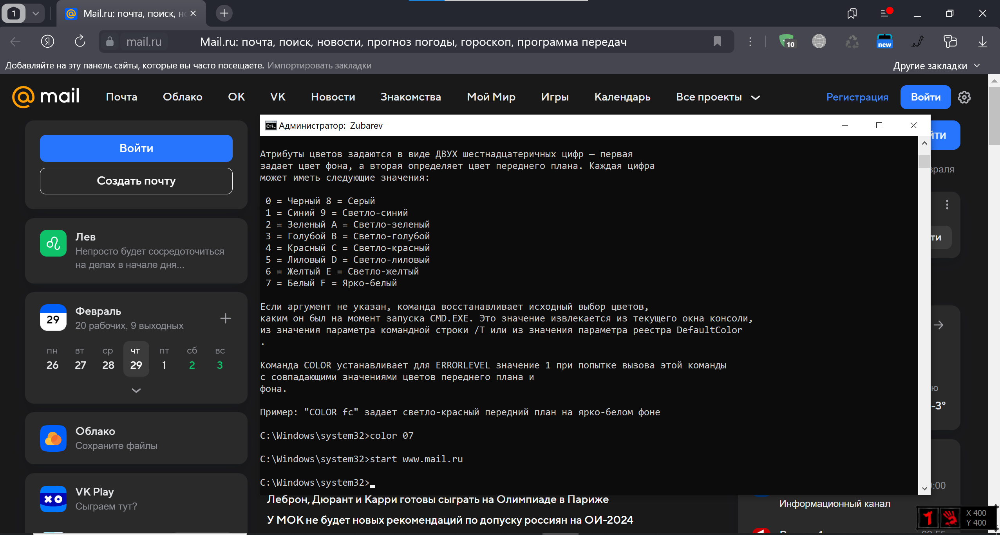 1
Mail.ru: почта, поиск, но
mail.ru
Mail.ru: почта, поиск, новости, прогноз погоды, гороскоп, программа передач
10
new
Добавляйте на эту панель сайты, которые вы часто посещаете. Импортировать закладки
Другие закладки
mail
Почта Облако ОК VK Новости Знакомства Мой Мир Игры Календарь Все проекты
Регистрация
Войти
Войти
Создать почту
Лев
Непросто будет сосредоточиться
на делах в начале дня...
29
Февраль
20 рабочих, 9 выходных
пн вт ср чт пт сб вс
26 27 28 29 1 2 3
Облако
Сохраните файлы
VK Play
Сыграем тут?
Администратор: Zubarev
Атрибуты цветов задаются в виде ДВУХ шестнадцатеричных цифр — первая
задает цвет фона, а вторая определяет цвет переднего плана. Каждая цифра
может иметь следующие значения:
0 = Черный 8 = Серый
1 = Синий 9 = Светло-синий
2 = Зеленый A = Светло-зеленый
3 = Голубой B = Светло-голубой
4 = Красный C = Светло-красный
5 = Лиловый D = Светло-лиловый
6 = Желтый E = Светло-желтый
7 = Белый F = Ярко-белый
Если аргумент не указан, команда восстанавливает исходный выбор цветов,
каким он был на момент запуска CMD.EXE. Это значение извлекается из текущего окна консоли,
из значения параметра командной строки /T или из значения параметра реестра DefaultColor
.
Команда COLOR устанавливает для ERRORLEVEL значение 1 при попытке вызова этой команды
с совпадающими значениями цветов переднего плана и
фона.
Пример: "COLOR fc" задает светло-красный передний план на ярко-белом фоне
C:\Windows\system32>color 07
C:\Windows\system32>start www.mail.ru
C:\Windows\system32>
йти
враля
ти
ю
-3°
:00
Леброн, Дюрант и Карри готовы сыграть на Олимпиаде в Париже
У МОК не будет новых рекомендаций по допуску россиян на ОИ-2024
Информационный канал
X 400
Y 400